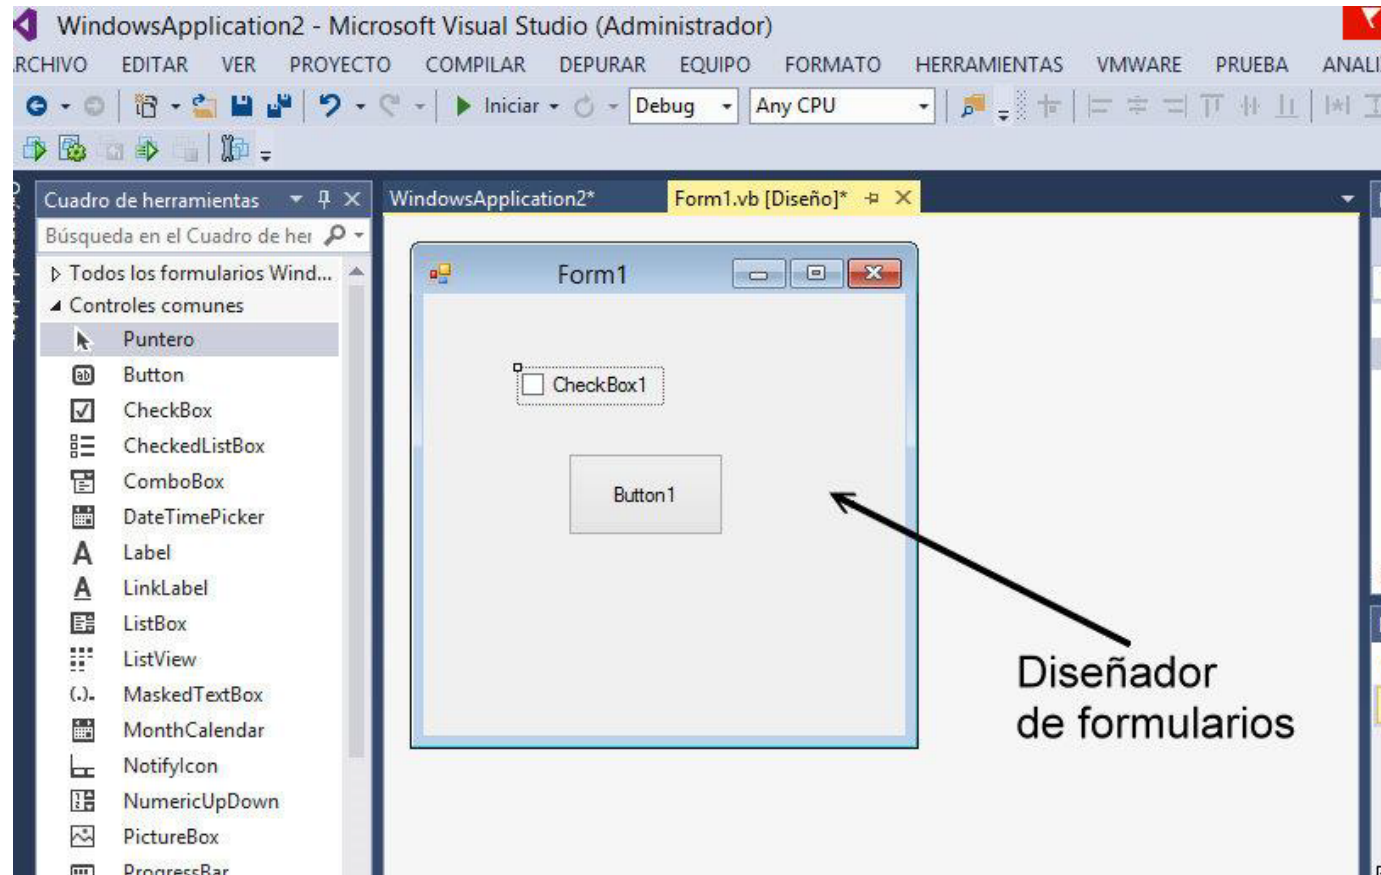 WindowsApplication2 - Microsoft Visual Studio (Administrador)
RCHIVO EDITAR VER PROYECTO COMPILAR DEPURAR EQUIPO FORMATO HERRAMIENTAS VMWARE PRUEBA ANALI
Iniciar Debug Any CPU
Cuadro de herramientas
WindowsApplication2* Form1.vb [Diseño]*
Búsqueda en el Cuadro de her
Todos los formularios Wind...
Controles comunes
Puntero
Button
CheckBox
CheckedListBox
ComboBox
DateTimePicker
Label
LinkLabel
ListBox
ListView
MaskedTextBox
MonthCalendar
NotifyIcon
NumericUpDown
PictureBox
ProgressBar
Form1
CheckBox1
Button1
Diseñador
de formularios